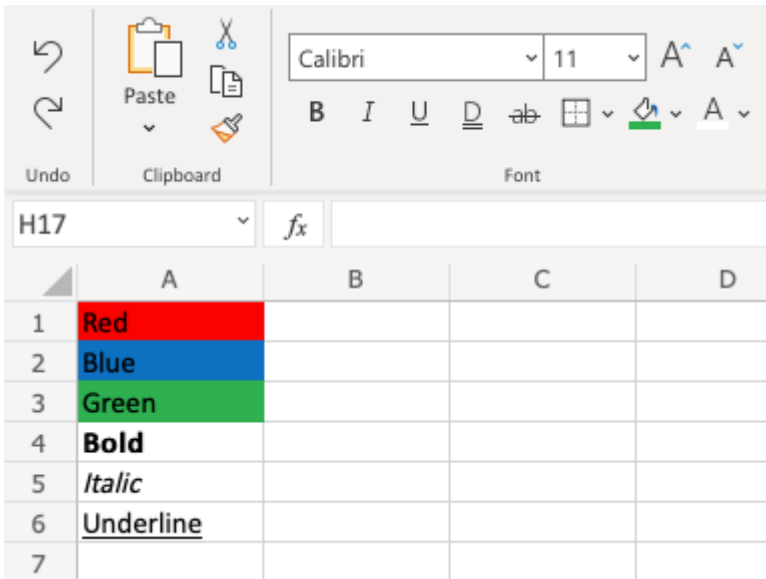 Calibri 11 A A
Paste
B I U D ab A
Undo Clipboard Font
H17 fx
A B C D
1 Red
2 Blue
3 Green
4 Bold
5 Italic
6 Underline
7